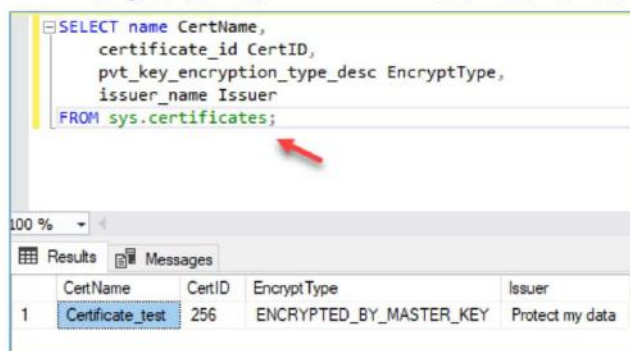 SELECT name CertName,
certificate_id CertID,
pvt_key_encryption_type_desc EncryptType,
issuer_name Issuer
FROM sys.certificates;
100 %
Results Messages
CertName CertID EncryptType Issuer
1 Certificate_test 256 ENCRYPTED_BY_MASTER_KEY Protect my data